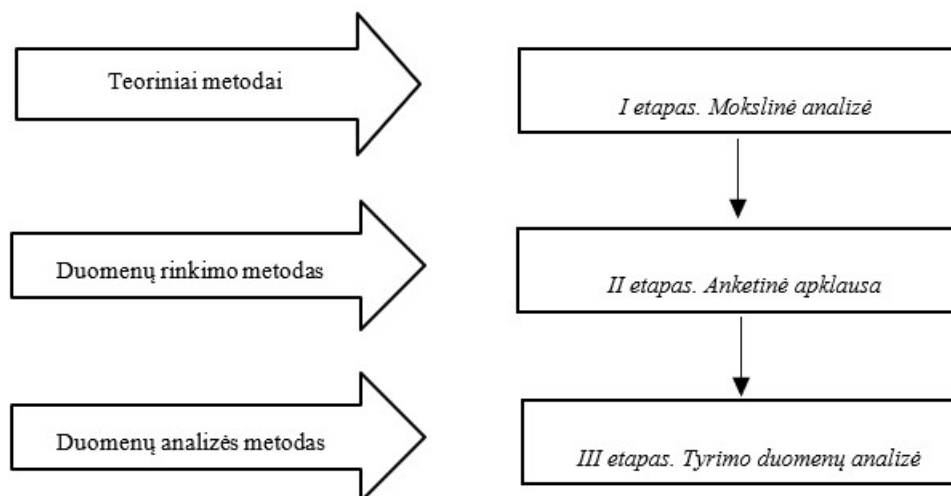 Teoriniai metodai
I etapas. Mokslinė analizė
Duomenų rinkimo metodas
II etapas. Anketinė apklausa
Duomenų analizės metodas
III etapas. Tyrimo duomenų analizė